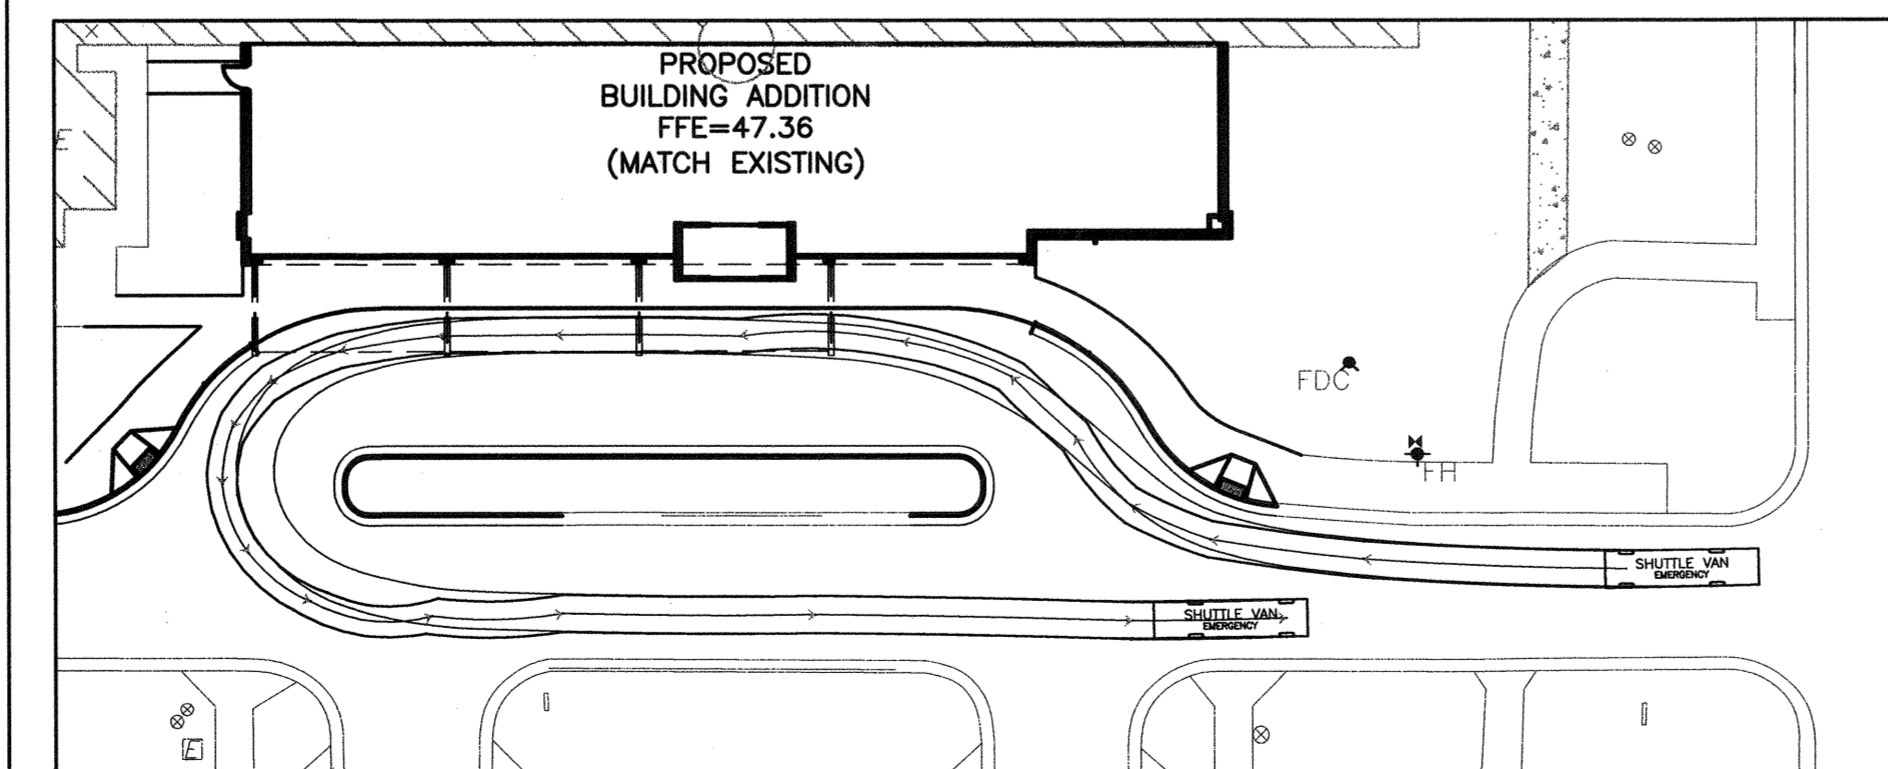 PROPOSED
BUILDING ADDITION
FFE=47.36
(MATCH EXISTING)
E
FDC
FH
SHUTTLE VAN
EMERGENCY
SHUTTLE VAN
EMERGENCY
E